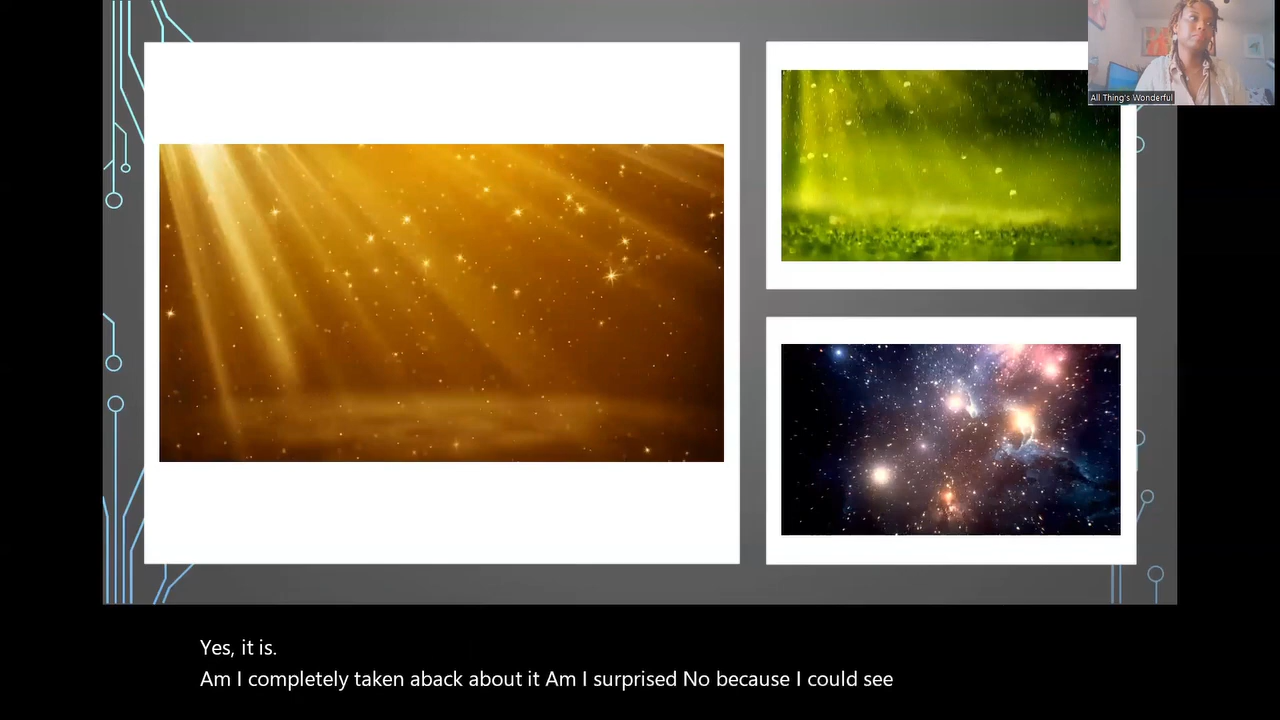 All Thing's Wonderful
Yes, it is.
Am I completely taken aback about it Am I surprised No because I could see